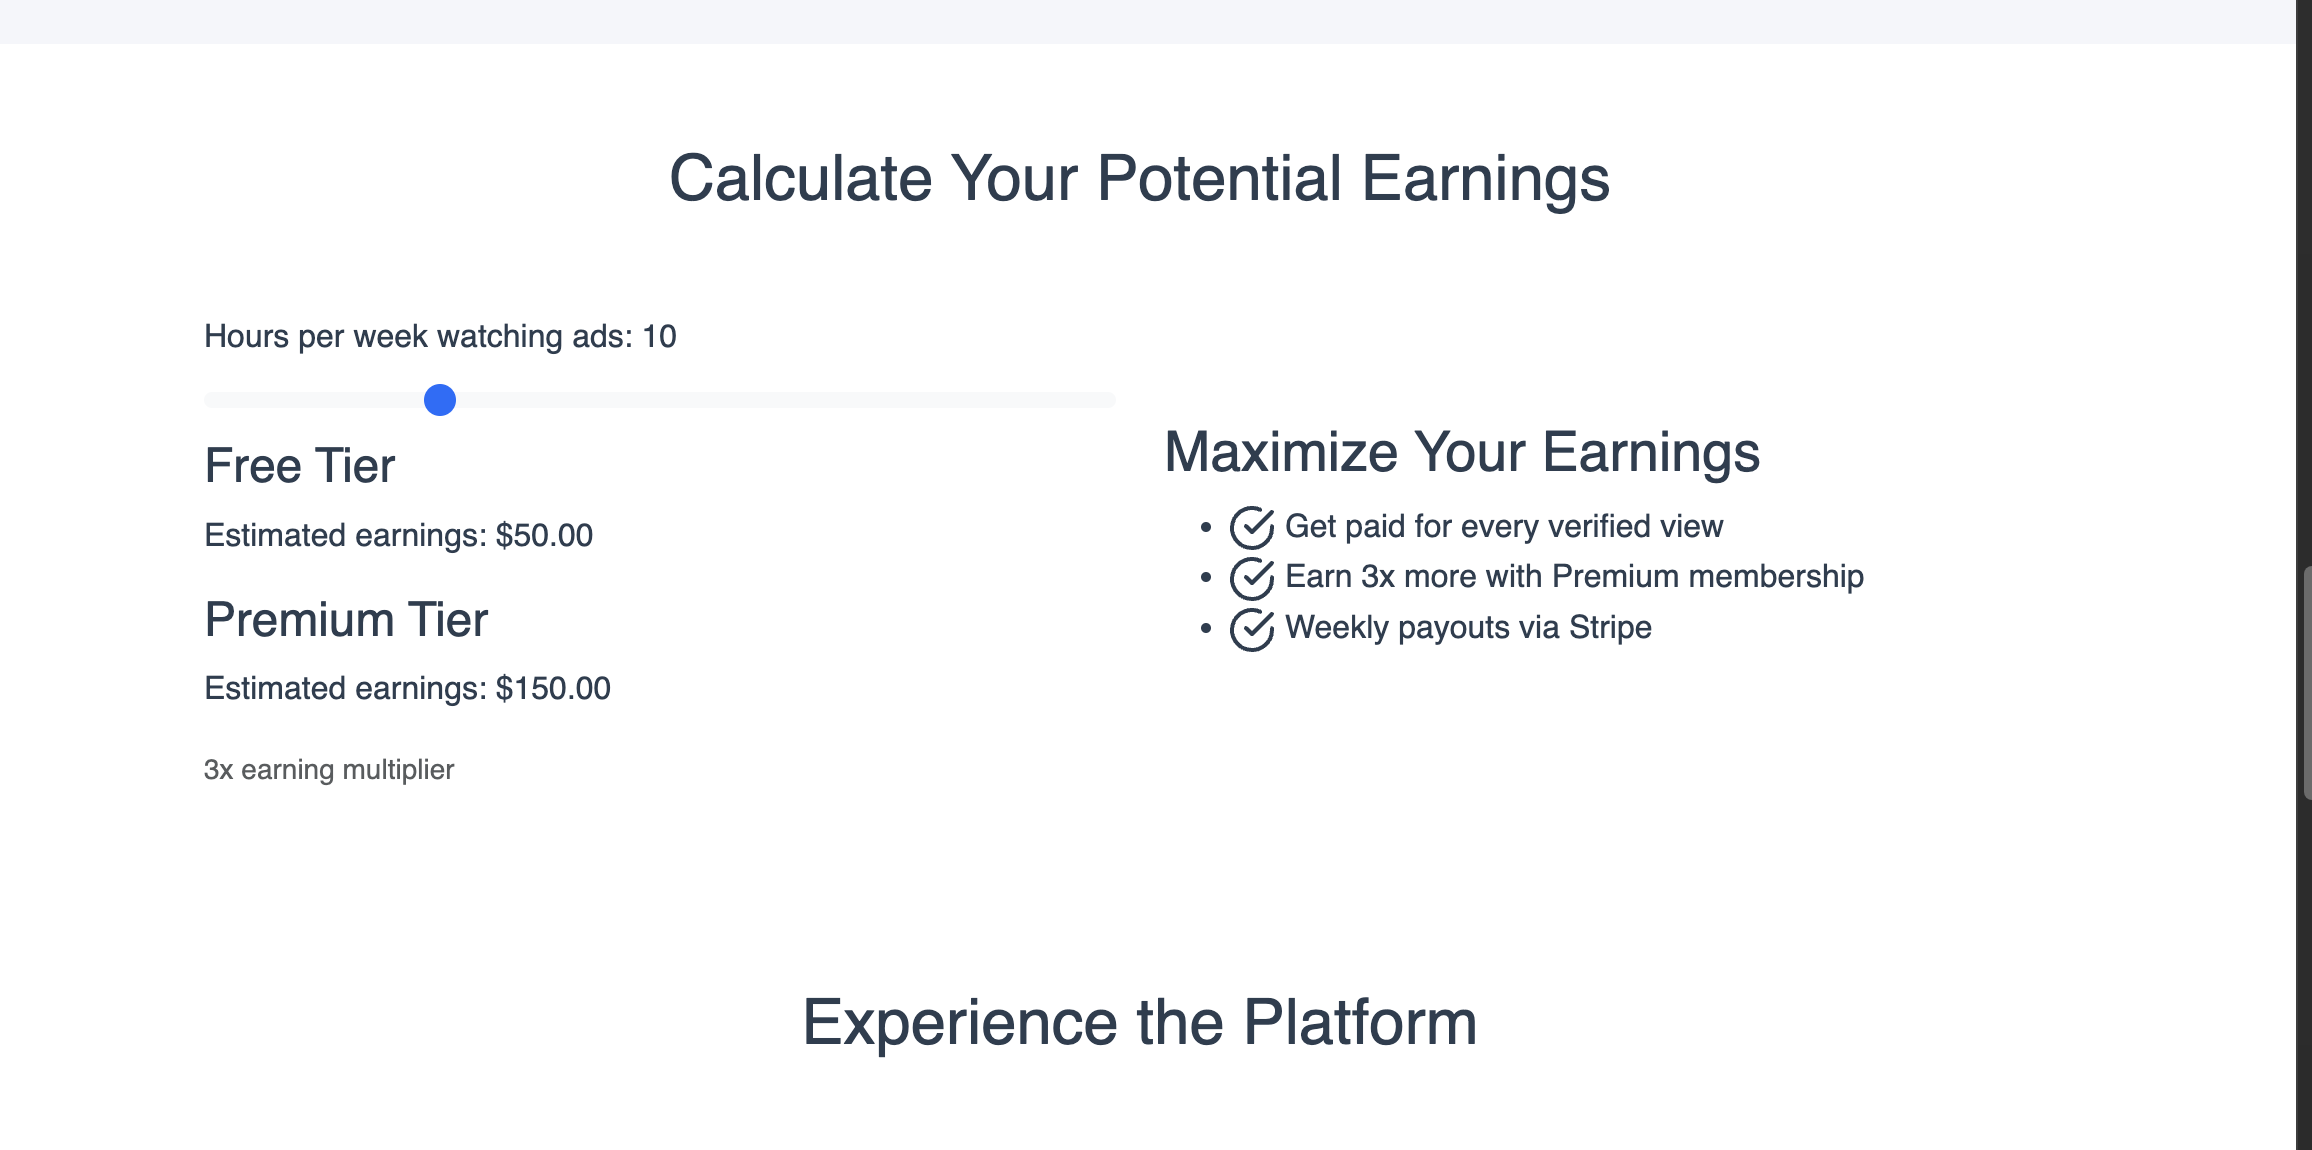 Calculate Your Potential Earnings
Hours per week watching ads: 10
Free Tier
Estimated earnings: $50.00
Premium Tier
Estimated earnings: $150.00
3x earning multiplier
Maximize Your Earnings
Get paid for every verified view
Earn 3x more with Premium membership
Weekly payouts via Stripe
Experience the Platform